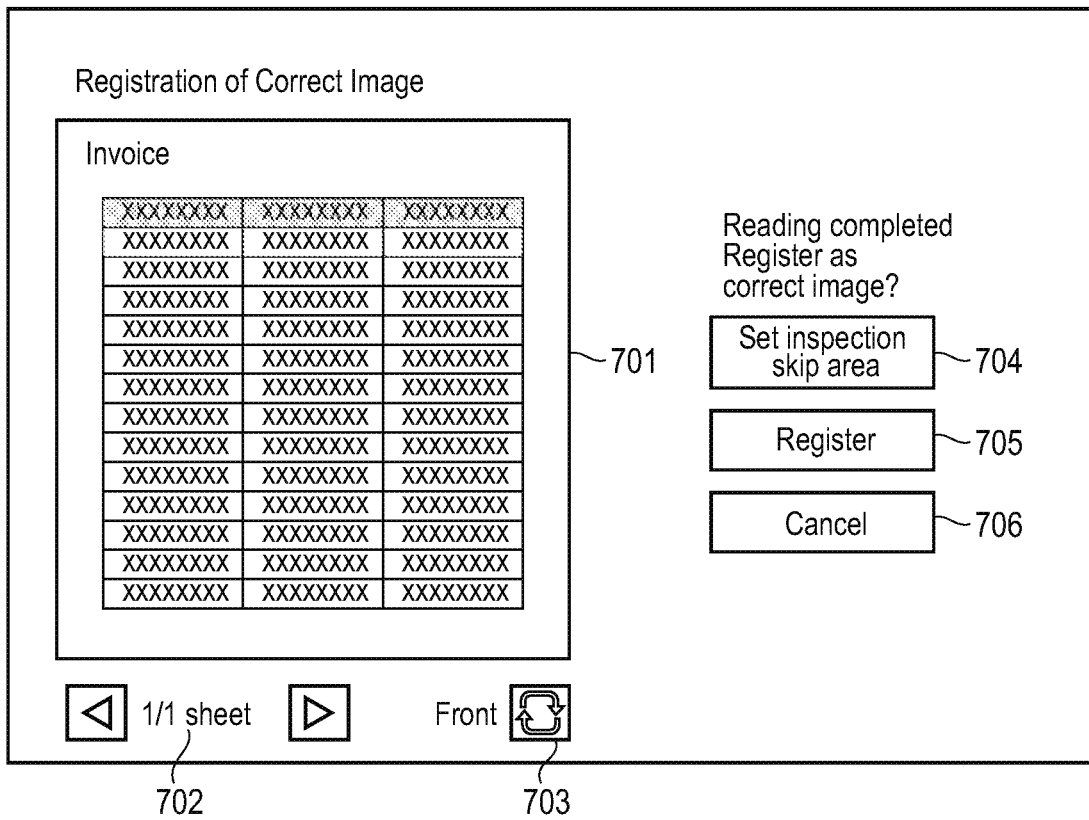 Registration of Correct Image
Invoice
XXXXXXXX XXXXXXXX XXXXXXXX
XXXXXXXX XXXXXXXX XXXXXXXX
XXXXXXXX XXXXXXXX XXXXXXXX
XXXXXXXX XXXXXXXX XXXXXXXX
XXXXXXXX XXXXXXXX XXXXXXXX
XXXXXXXX XXXXXXXX XXXXXXXX
XXXXXXXX XXXXXXXX XXXXXXXX
XXXXXXXX XXXXXXXX XXXXXXXX
XXXXXXXX XXXXXXXX XXXXXXXX
XXXXXXXX XXXXXXXX XXXXXXXX
XXXXXXXX XXXXXXXX XXXXXXXX
XXXXXXXX XXXXXXXX XXXXXXXX
XXXXXXXX XXXXXXXX XXXXXXXX
XXXXXXXX XXXXXXXX XXXXXXXX
701
Reading completed
Register as
correct image?
Set inspection
skip area
704
Register
705
Cancel
706
1/1 sheet
Front
702
703